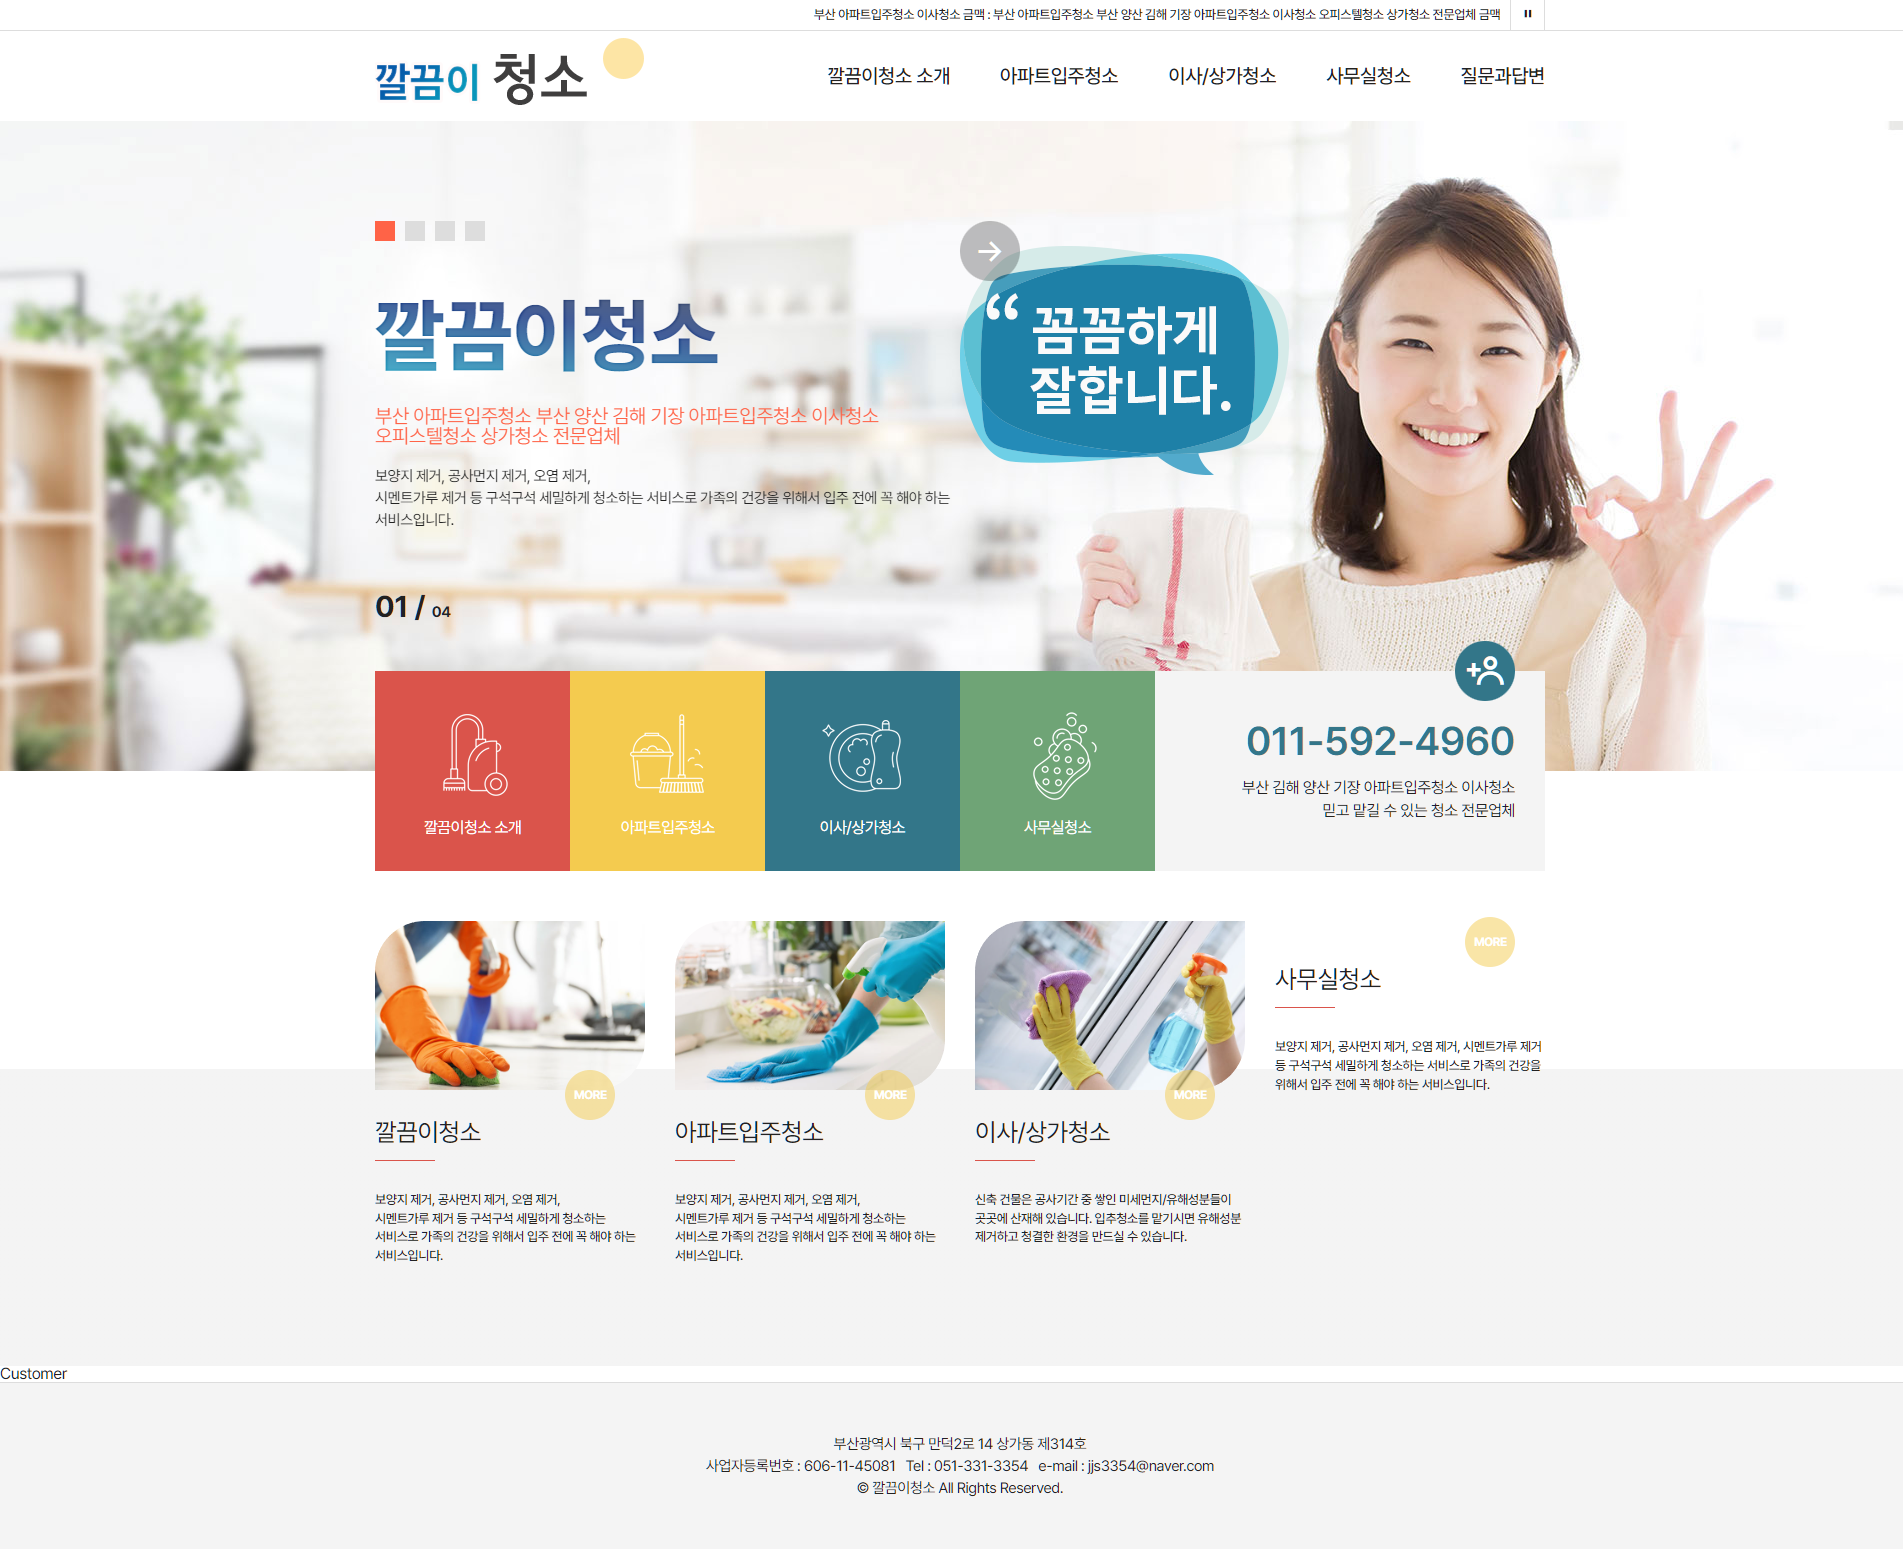 부산 아파트입주청소 이사청소 금맥 : 부산 아파트입주청소 부산 양산 김해 기장 아파트입주청소 이사청소 오피스텔청소 상가청소 전문업체 금맥
깔끔이 청소
깔끔이청소 소개
아파트입주청소
이사/상가청소
사무실청소
질문과답변
깔끔이청소
부산 아파트입주청소 부산 양산 김해 기장 아파트입주청소 이사청소
오피스텔청소 상가청소 전문업체
보양지 제거, 공사먼지 제거, 오염 제거,
시멘트가루 제거 등 구석구석 세밀하게 청소하는 서비스로 가족의 건강을 위해서 입주 전에 꼭 해야 하는
서비스입니다.
01 / 04
“ 꼼꼼하게
잘합니다.
깔끔이청소 소개
아파트입주청소
이사/상가청소
사무실청소
011-592-4960
부산 김해 양산 기장 아파트입주청소 이사청소
믿고 맡길 수 있는 청소 전문업체
MORE
깔끔이청소
보양지 제거, 공사먼지 제거, 오염 제거,
시멘트가루 제거 등 구석구석 세밀하게 청소하는
서비스로 가족의 건강을 위해서 입주 전에 꼭 해야 하는
서비스입니다.
MORE
아파트입주청소
보양지 제거, 공사먼지 제거, 오염 제거,
시멘트가루 제거 등 구석구석 세밀하게 청소하는
서비스로 가족의 건강을 위해서 입주 전에 꼭 해야 하는
서비스입니다.
MORE
이사/상가청소
신축 건물은 공사기간 중 쌓인 미세먼지/유해성분들이
곳곳에 산재해 있습니다. 입추청소를 맡기시면 유해성분
제거하고 청결한 환경을 만드실 수 있습니다.
MORE
사무실청소
보양지 제거, 공사먼지 제거, 오염 제거, 시멘트가루 제거
등 구석구석 세밀하게 청소하는 서비스로 가족의 건강을
위해서 입주 전에 꼭 해야 하는 서비스입니다.
Customer
부산광역시 북구 만덕2로 14 상가동 제314호
사업자등록번호 : 606-11-45081 Tel : 051-331-3354 e-mail : jjs3354@naver.com
© 깔끔이청소 All Rights Reserved.